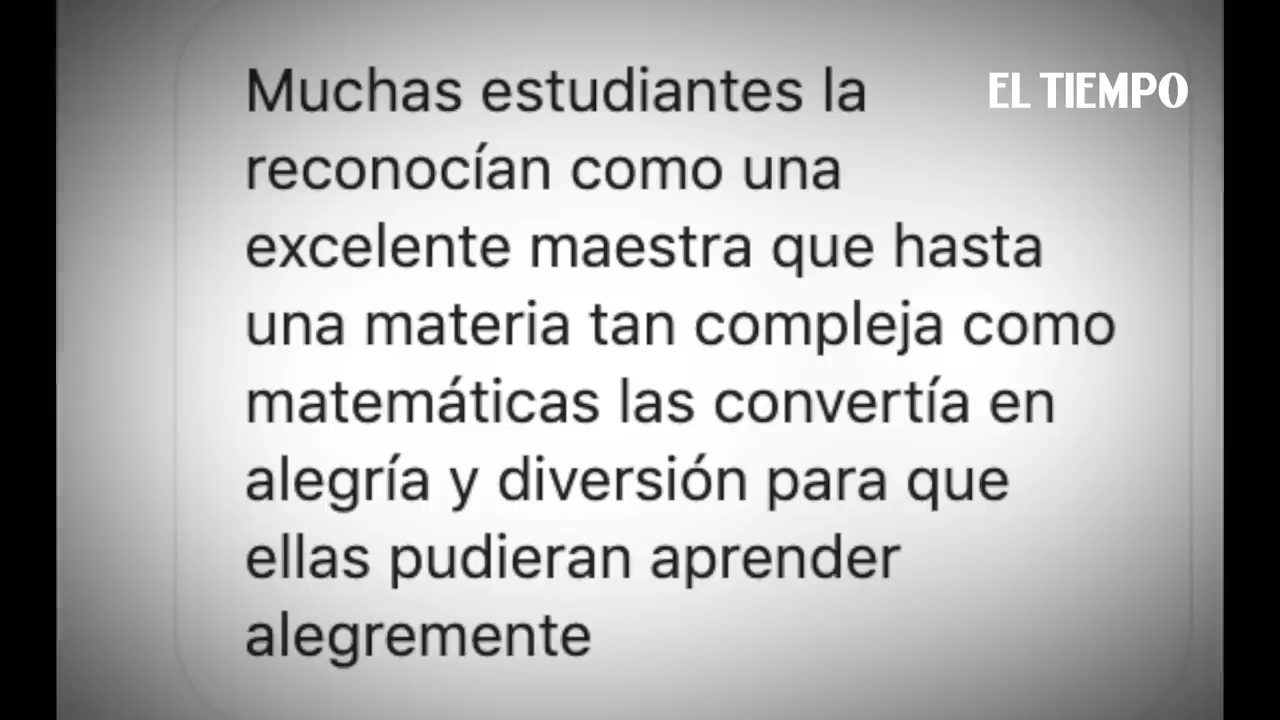 Muchas estudiantes la
EL TIEMPO
reconocían como una
excelente maestra que hasta
una materia tan compleja como
matemáticas las convertía en
alegría y diversión para que
ellas pudieran aprender
alegremente